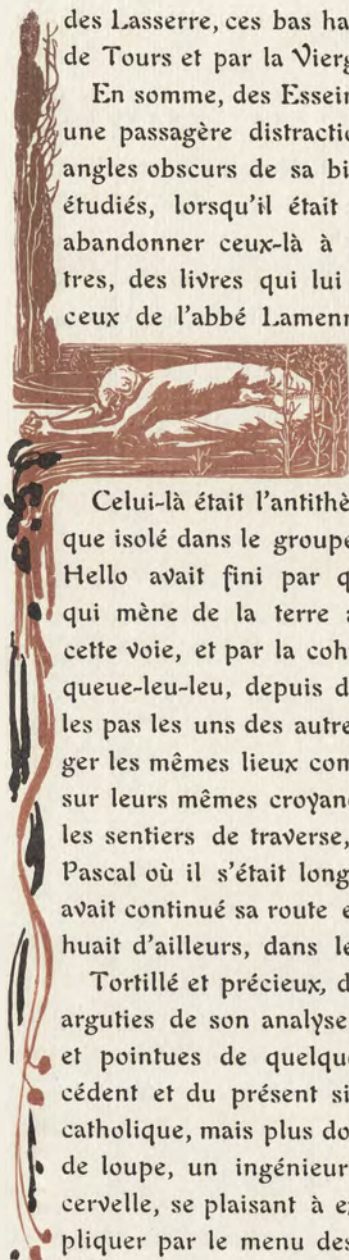 des Lasserre, ces bas ha
de Tours et par la Vierg
En somme, des Essein
une passagère distractio
angles obscurs de sa bi
étudiés, lorsqu'il était
abandonner ceux-là à
tres, des livres qui lui
ceux de l'abbé Lamenn
Celui-là était l'antithè
que isolé dans le groupe
Hello avait fini par q
qui mène de la terre a
cette voie, et par la coh
queue-leu-leu, depuis d
les pas les uns des autre
ger les mêmes lieux com
sur leurs mêmes croyan
les sentiers de traverse,
Pascal où il s'était long
avait continué sa route e
huait d'ailleurs, dans le
Tortillé et précieux, d
arguties de son analyse
et pointues de quelque
cédent et du présent si
catholique, mais plus do
de loupe, un ingénieur
cervelle, se plaisant à e
pliquer par le menu des